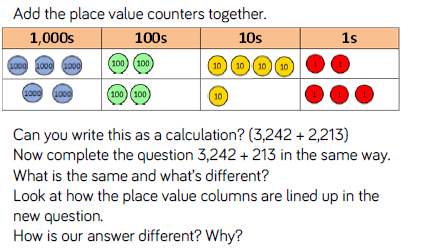 Add the place value counters together.
1,000s 100s 10s 1s
1000 1000 1000 100 100 10 10 10 10 1 1
1000 1000 100 100 10 1 1 1
Can you write this as a calculation? (3,242 + 2,213)
Now complete the question 3,242 + 213 in the same way.
What is the same and what's different?
Look at how the place value columns are lined up in the
new question.
How is our answer different? Why?